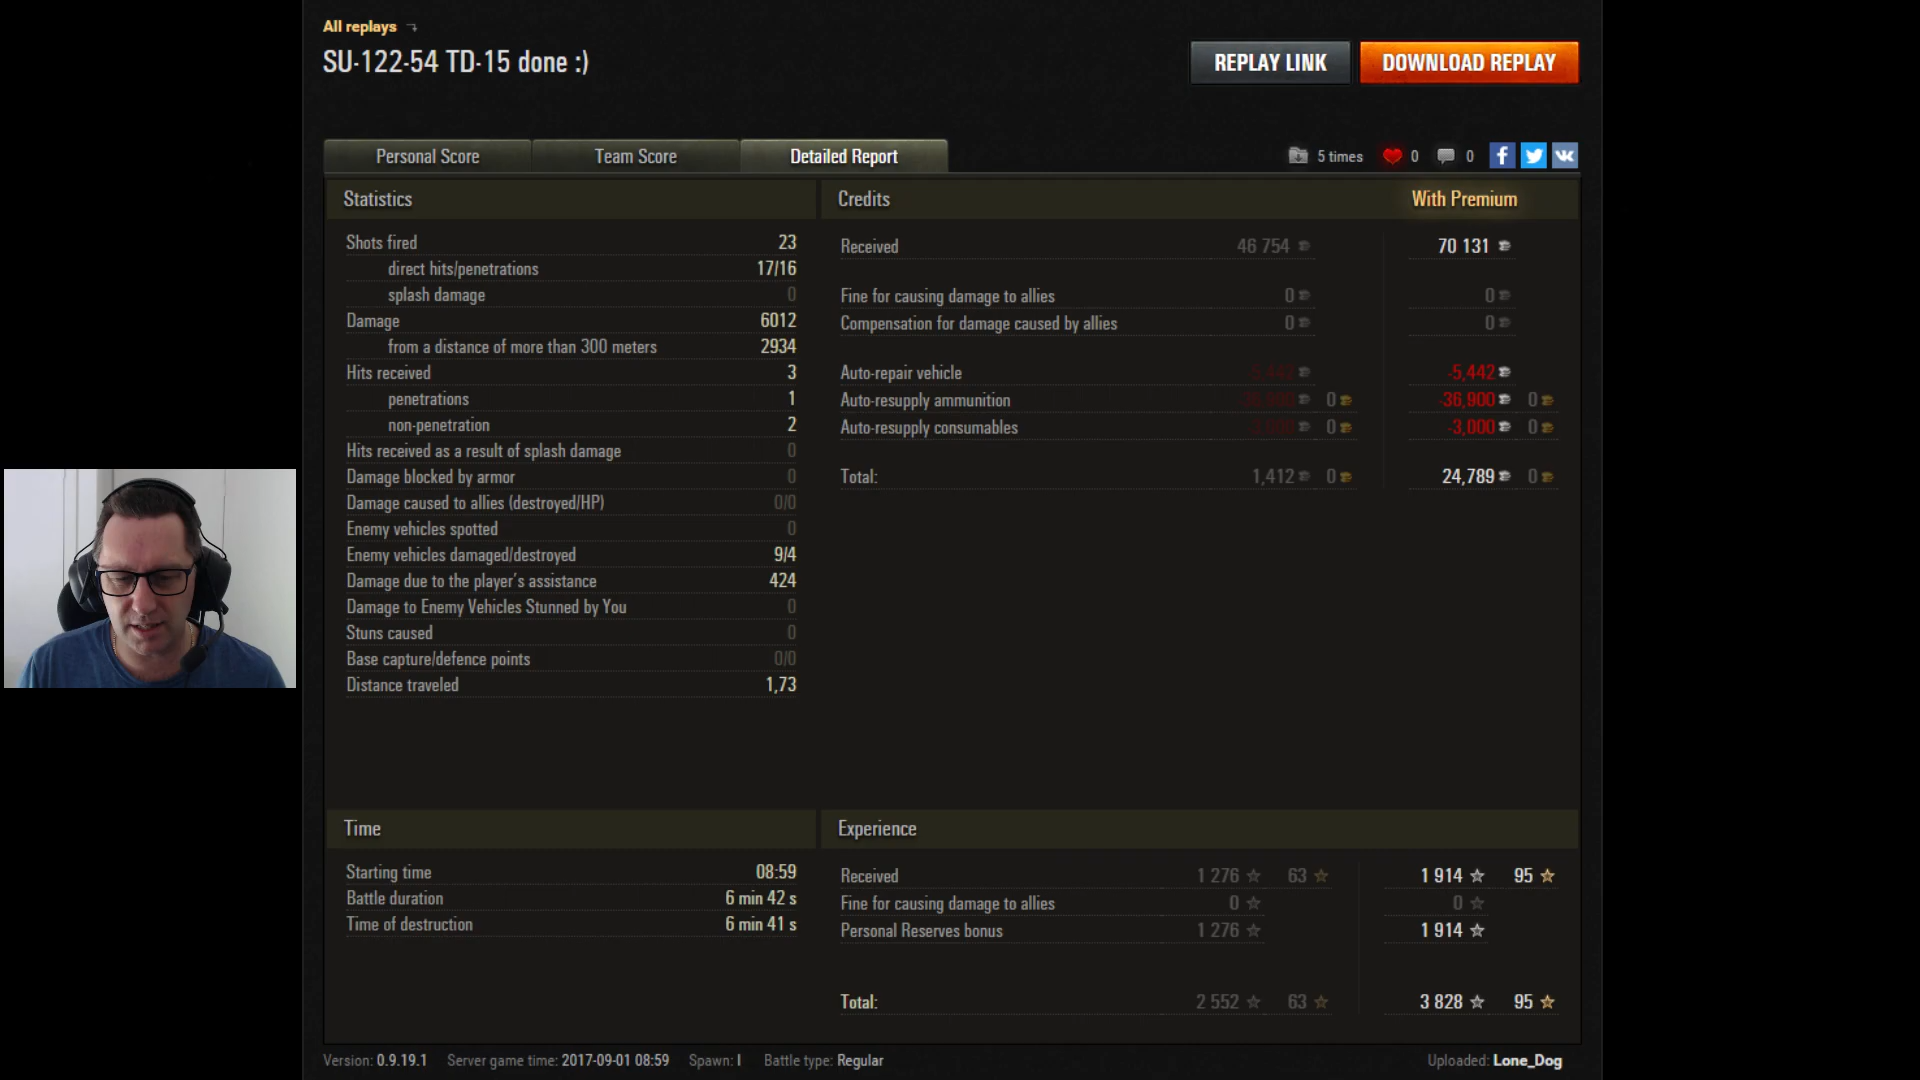 All replays
SU-122-54 TD-15 done :)
REPLAY LINK
DOWNLOAD REPLAY
Personal Score
Team Score
Detailed Report
5 times 0 0
Statistics
Shots fired 23
direct hits/penetrations 17/16
splash damage 0
Damage 6012
from a distance of more than 300 meters 2934
Hits received 3
penetrations 1
non-penetration 2
Hits received as a result of splash damage 0
Damage blocked by armor 0
Damage caused to allies (destroyed/HP) 0/0
Enemy vehicles spotted 0
Enemy vehicles damaged/destroyed 9/4
Damage due to the player's assistance 424
Damage to Enemy Vehicles Stunned by You 0
Stuns caused 0
Base capture/defence points 0/0
Distance traveled 1,73
Credits With Premium
Received 46 754 70 131
Fine for causing damage to allies 0 0
Compensation for damage caused by allies 0 0
Auto-repair vehicle -5,442 -5,442
Auto-resupply ammunition -36,900 0 -36,900 0
Auto-resupply consumables -3,000 0 -3,000 0
Total: 1,412 0 24,789 0
Time
Starting time 08:59
Battle duration 6 min 42 s
Time of destruction 6 min 41 s
Experience
Received 1 276 63 1 914 95
Fine for causing damage to allies 0 0
Personal Reserves bonus 1 276 1 914
Total: 2 552 63 3 828 95
Version: 0.9.19.1 Server game time: 2017-09-01 08:59 Spawn: I Battle type: Regular
Uploaded: Lone_Dog